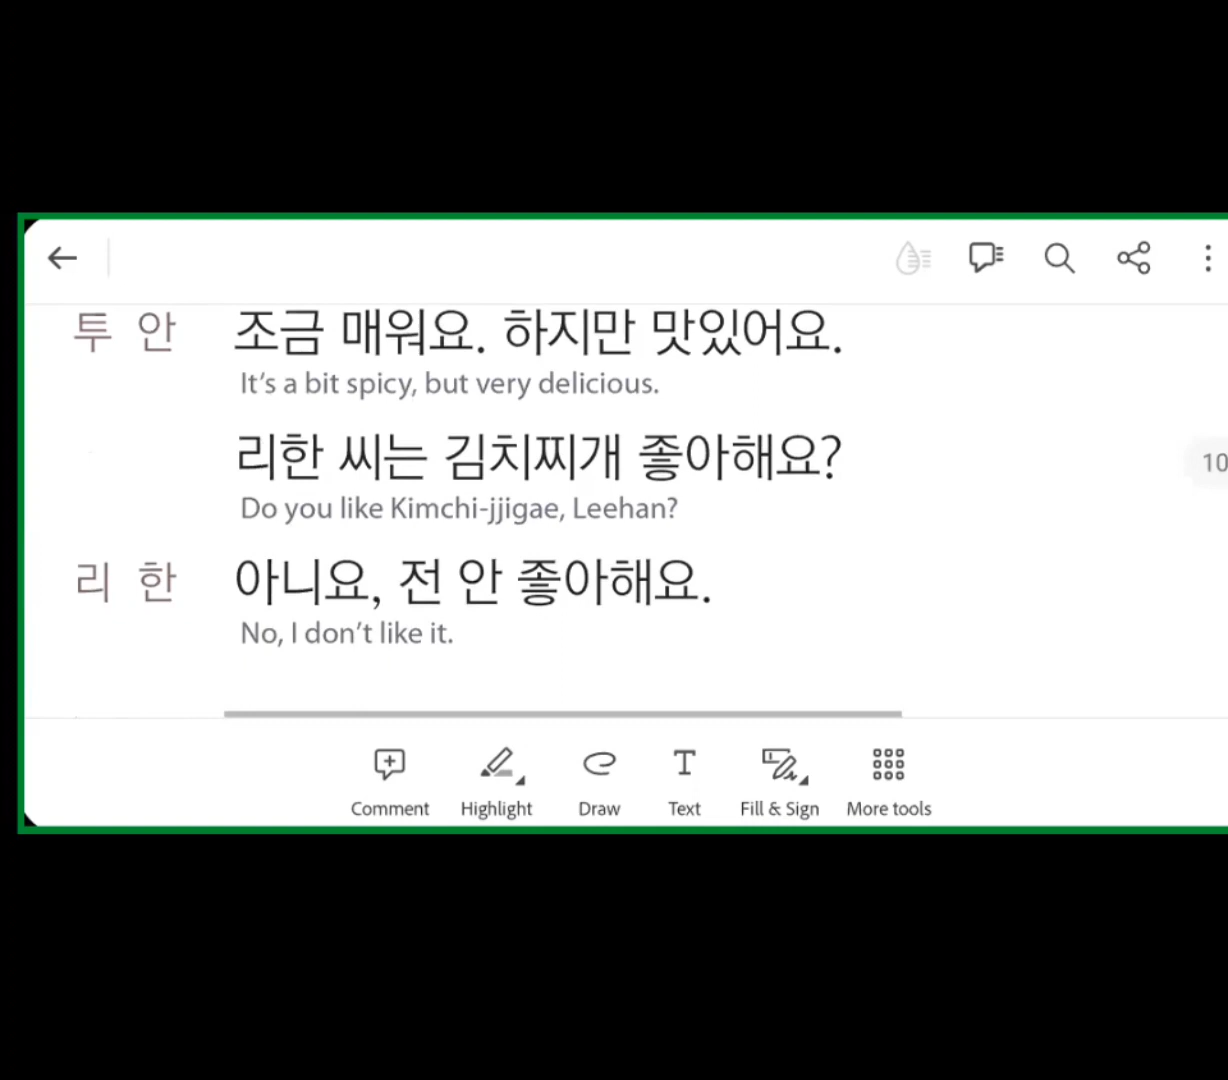 투 안 조금 매워요. 하지만 맛있어요.
It's a bit spicy, but very delicious.
리한 씨는 김치찌개 좋아해요?
10
Do you like Kimchi-jjigae, Leehan?
리 한 아니요, 전 안 좋아해요.
No, I don't like it.
Comment Highlight Draw Text Fill & Sign More tools